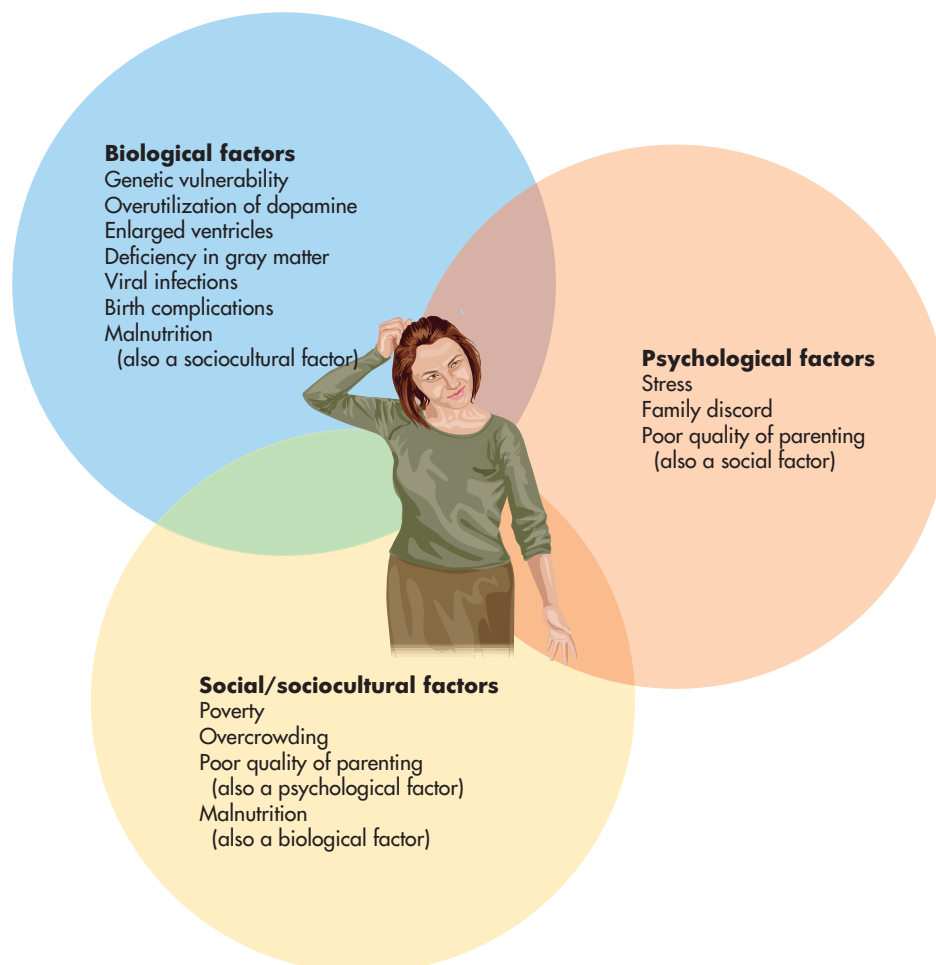 Biological factors
Genetic vulnerability
Overutilization of dopamine
Enlarged ventricles
Deficiency in gray matter
Viral infections
Birth complications
Malnutrition
(also a sociocultural factor)
Psychological factors
Stress
Family discord
Poor quality of parenting
(also a social factor)
Social/sociocultural factors
Poverty
Overcrowding
Poor quality of parenting
(also a psychological factor)
Malnutrition
(also a biological factor)